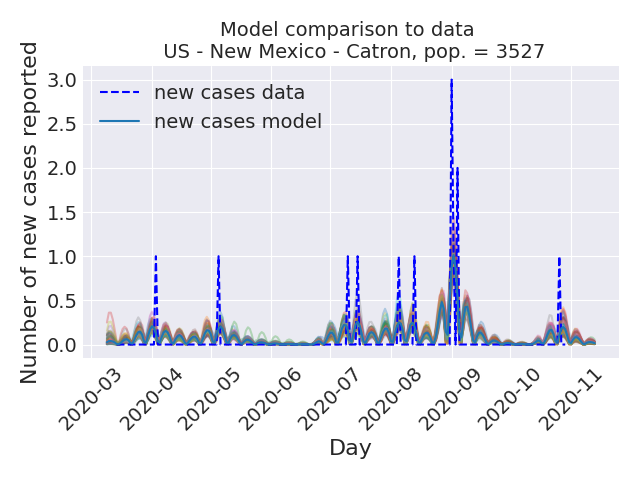 Model comparison to data
US - New Mexico - Catron, pop. = 3527
Number of new cases reported
3.0
2.5
2.0
1.5
1.0
0.5
0.0
new cases data
new cases model
2020-03
2020-04
2020-05
2020-06
2020-07
2020-08
2020-09
2020-10
2020-11
Day